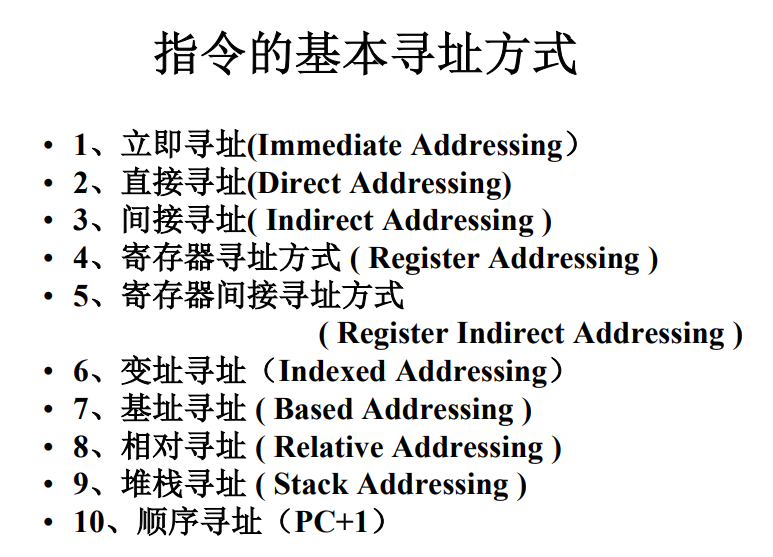 指令的基本寻址方式
• 1、立即寻址(Immediate Addressing）
• 2、直接寻址(Direct Addressing)
• 3、间接寻址( Indirect Addressing )
• 4、寄存器寻址方式 ( Register Addressing )
• 5、寄存器间接寻址方式
( Register Indirect Addressing )
• 6、变址寻址（Indexed Addressing）
• 7、基址寻址 ( Based Addressing )
• 8、相对寻址 ( Relative Addressing )
• 9、堆栈寻址 ( Stack Addressing )
• 10、顺序寻址（PC+1）